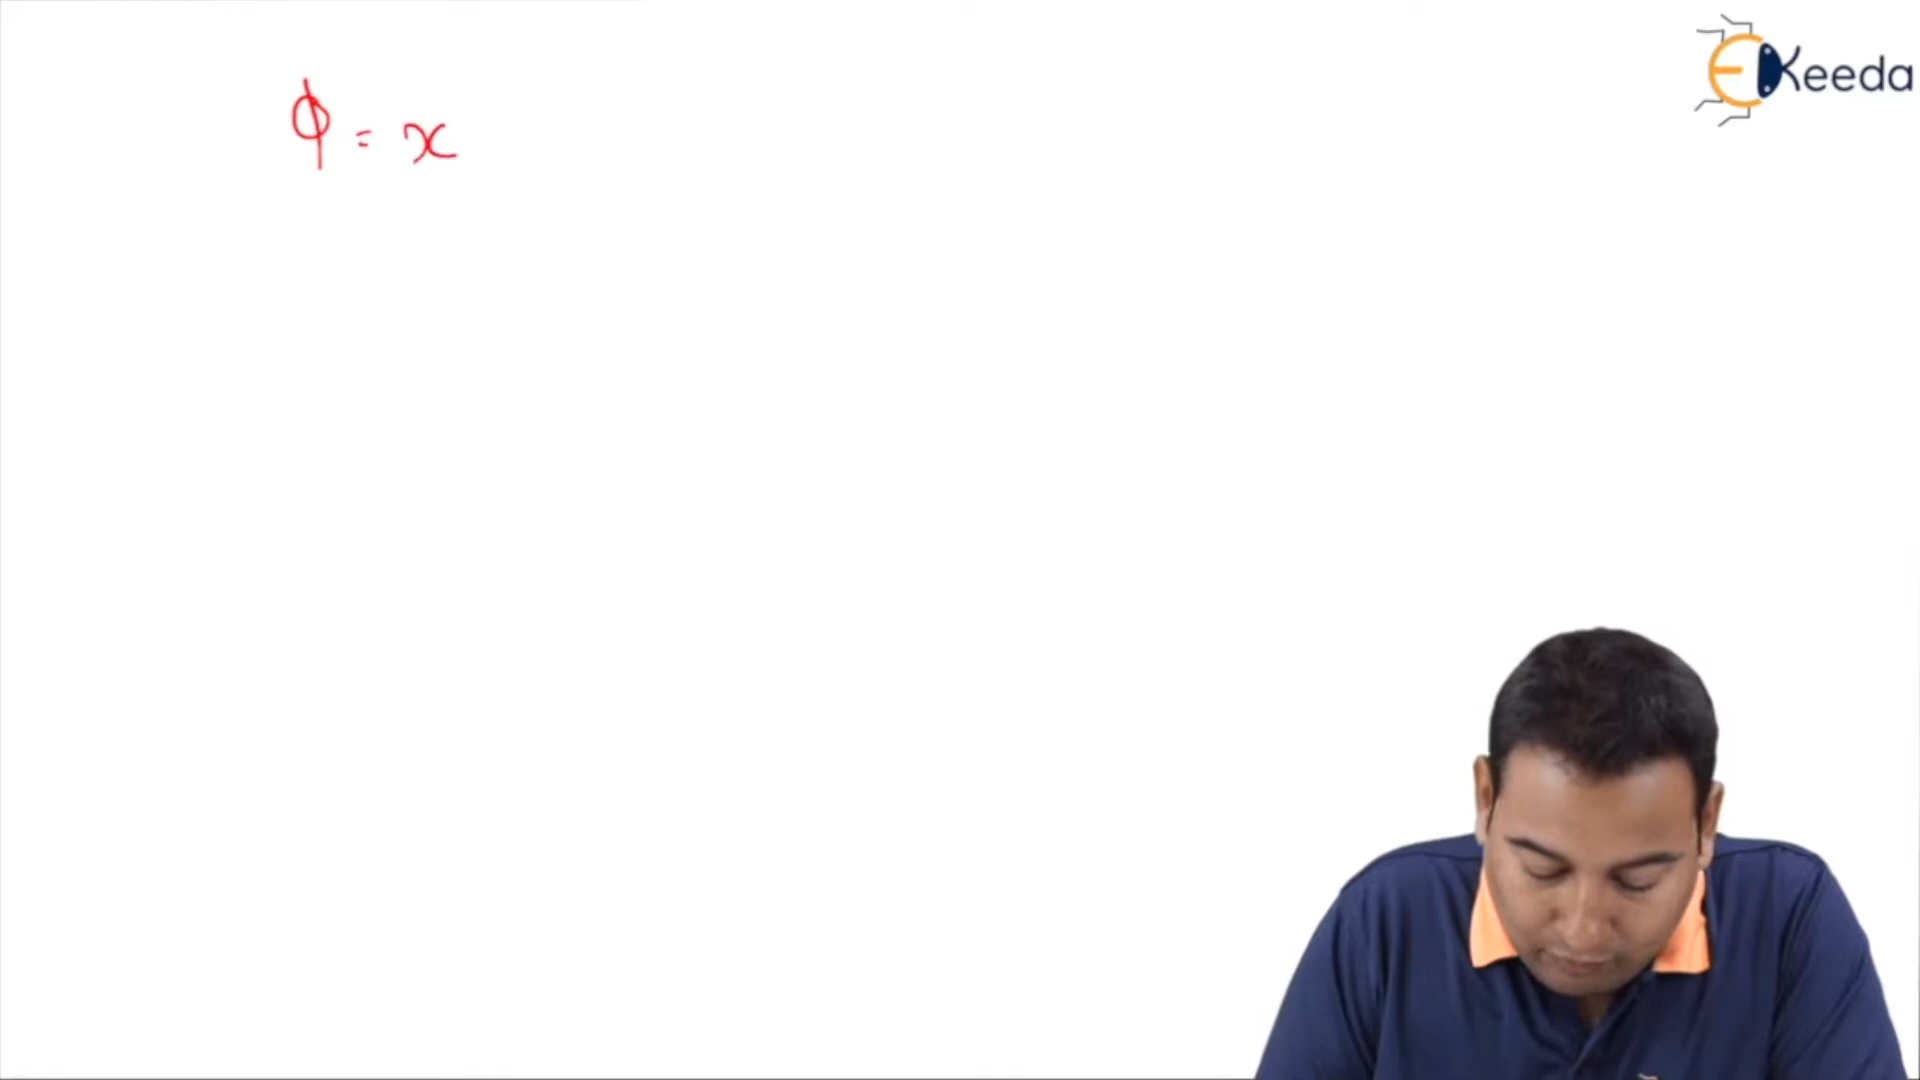 ϕ = x
EKeeda